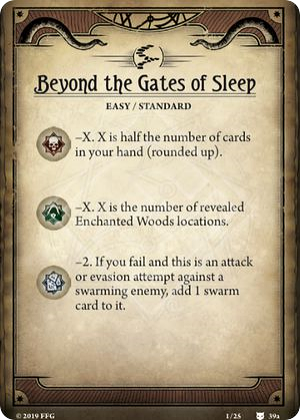 Beyond the Gates of Sleep
EASY / STANDARD
–X. X is half the number of cards
in your hand (rounded up).
–X. X is the number of revealed
Enchanted Woods locations.
–2. If you fail and this is an attack
or evasion attempt against a
swarming enemy, add 1 swarm
card to it.
© 2019 FFG 1/25 39a